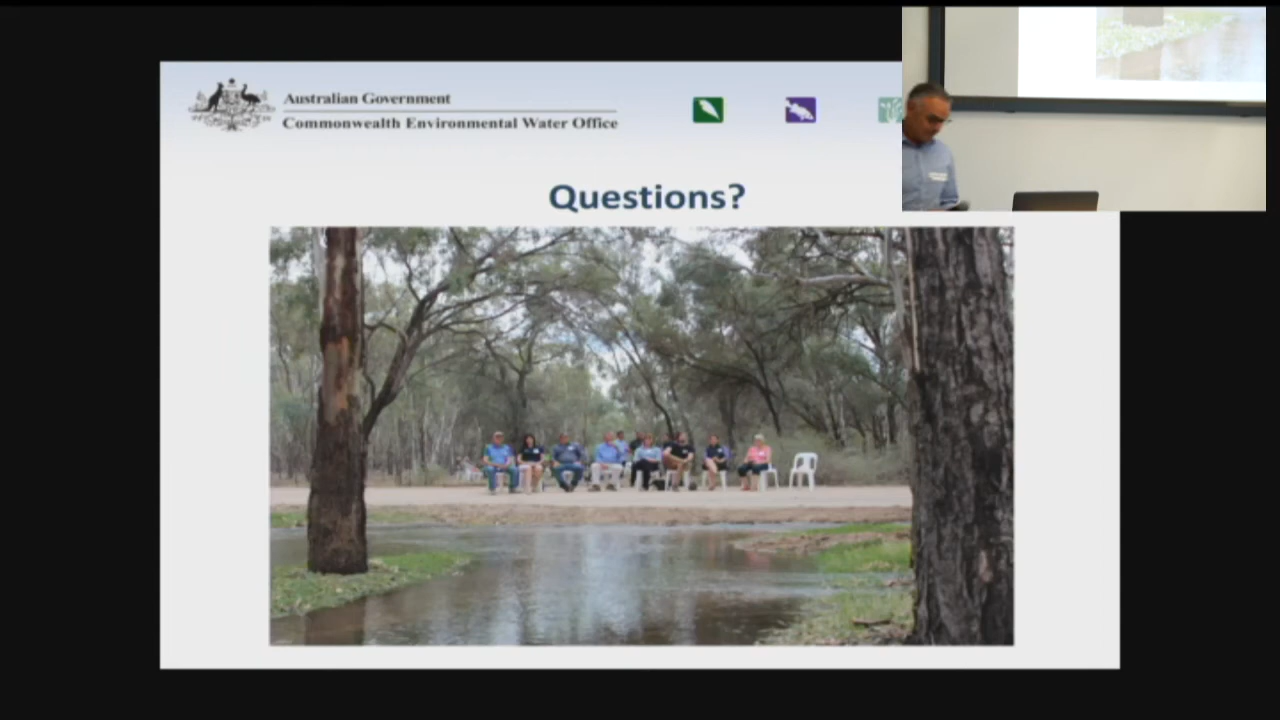 Australian Government
Commonwealth Environmental Water Office
Questions?